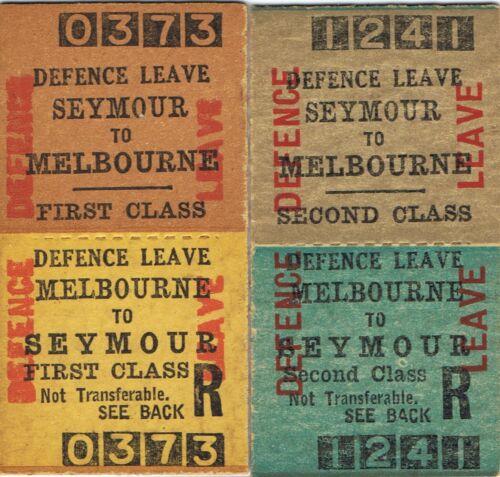 0373
DEFENCE LEAVE
SEYMOUR
TO
MELBOURNE
FIRST CLASS
DEFENCE
LEAVE
DEFENCE LEAVE
MELBOURNE
TO
SEYMOUR
FIRST CLASS
Not Transferable.
SEE BACK
R
0373
DEFENCE
LEAVE
1241
DEFENCE LEAVE
SEYMOUR
TO
MELBOURNE
SECOND CLASS
DEFENCE
LEAVE
DEFENCE LEAVE
MELBOURNE
TO
SEYMOUR
Second Class
Not Transferable.
SEE BACK
R
1241
DEFENCE
LEAVE